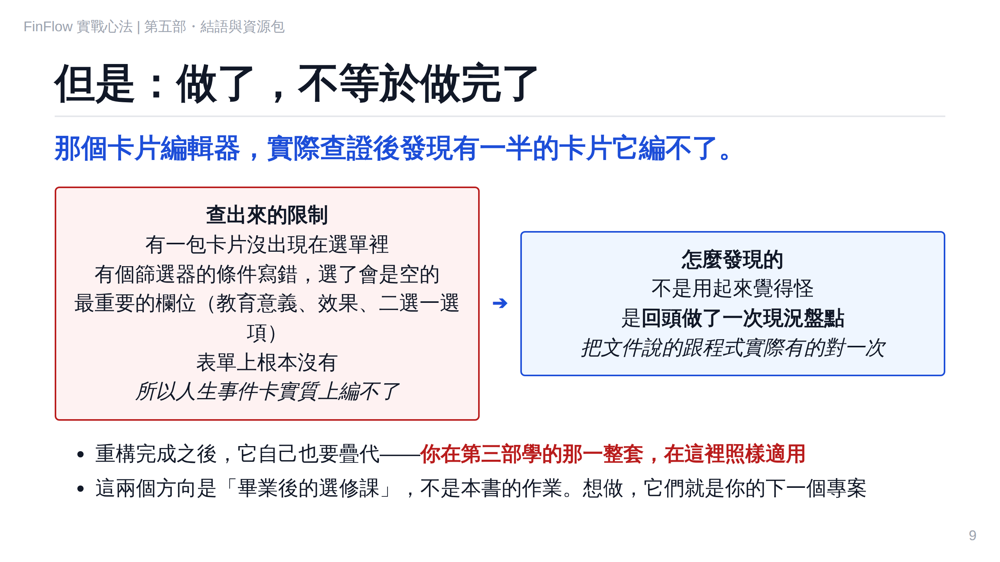 FinFlow 實戰心法 | 第五部・結語與資源包
但是：做了，不等於做完了
那個卡片編輯器，實際查證後發現有一半的卡片它編不了。
查出來的限制
有一包卡片沒出現在選單裡
有個篩選器的條件寫錯，選了會是空的
最重要的欄位（教育意義、效果、二選一選
項）
表單上根本沒有
所以人生事件卡實質上編不了
➔
怎麼發現的
不是用起來覺得怪
是回頭做了一次現況盤點
把文件說的跟程式實際有的對一次
• 重構完成之後，它自己也要疊代——你在第三部學的那一整套，在這裡照樣適用
• 這兩個方向是「畢業後的選修課」，不是本書的作業。想做，它們就是你的下一個專案
9